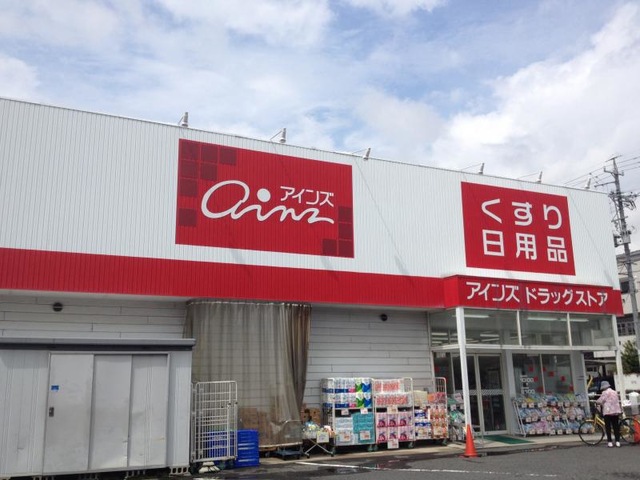 アインズ
ainz
くすり
日用品
アインズ ドラッグストア